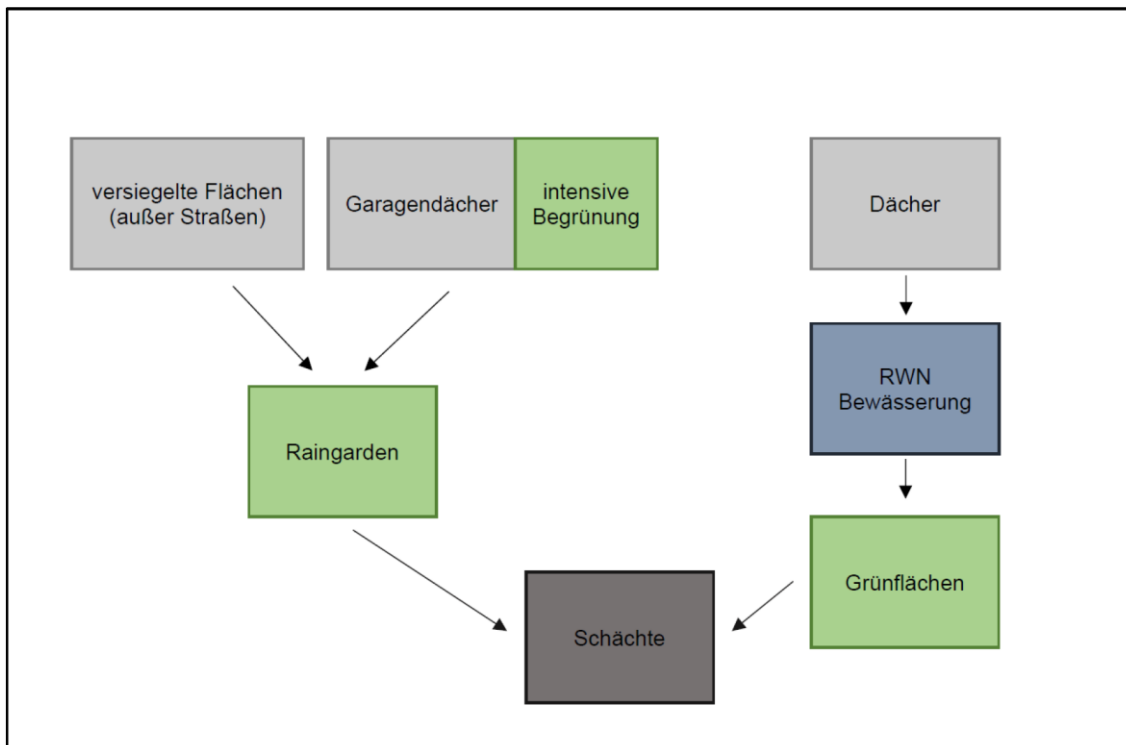 versiegelte Flächen
(außer Straßen)
Garagendächer
intensive
Begrünung
Dächer
RWN
Bewässerung
Raingarden
Grünflächen
Schächte